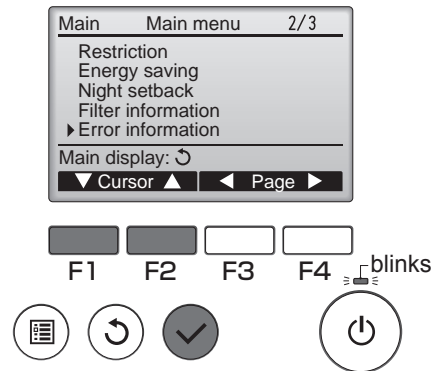 Main Main menu 2/3
Restriction
Energy saving
Night setback
Filter information
▶Error information
Main display: ↺
▼ Cursor ▲ ◀ Page ▶
F1 F2 F3 F4
blinks